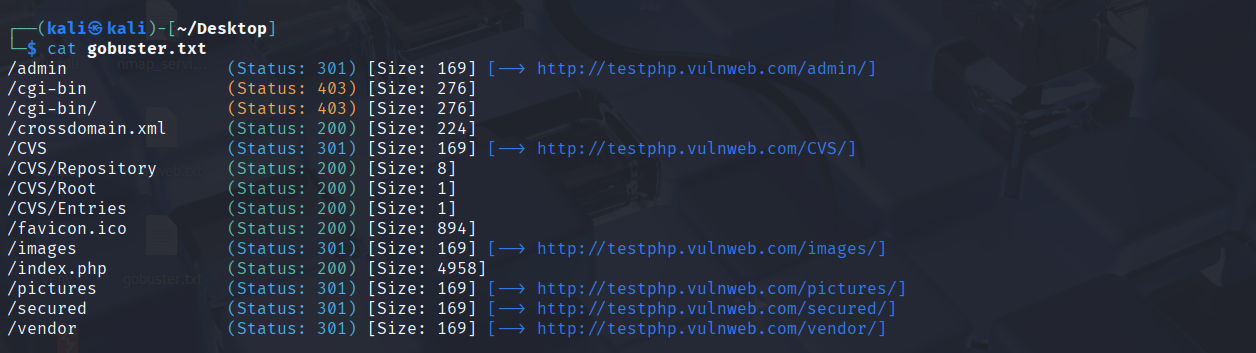 ┌──(kali㉿kali)-[~/Desktop]
└─$ cat gobuster.txt
/admin                (Status: 301) [Size: 169] [--> http://testphp.vulnweb.com/admin/]
/cgi-bin              (Status: 403) [Size: 276]
/cgi-bin/             (Status: 403) [Size: 276]
/crossdomain.xml      (Status: 200) [Size: 224]
/CVS                  (Status: 301) [Size: 169] [--> http://testphp.vulnweb.com/CVS/]
/CVS/Repository       (Status: 200) [Size: 8]
/CVS/Root             (Status: 200) [Size: 1]
/CVS/Entries          (Status: 200) [Size: 1]
/favicon.ico          (Status: 200) [Size: 894]
/images               (Status: 301) [Size: 169] [--> http://testphp.vulnweb.com/images/]
/index.php            (Status: 200) [Size: 4958]
gobuster.txt
/pictures             (Status: 301) [Size: 169] [--> http://testphp.vulnweb.com/pictures/]
/secured              (Status: 301) [Size: 169] [--> http://testphp.vulnweb.com/secured/]
/vendor               (Status: 301) [Size: 169] [--> http://testphp.vulnweb.com/vendor/]